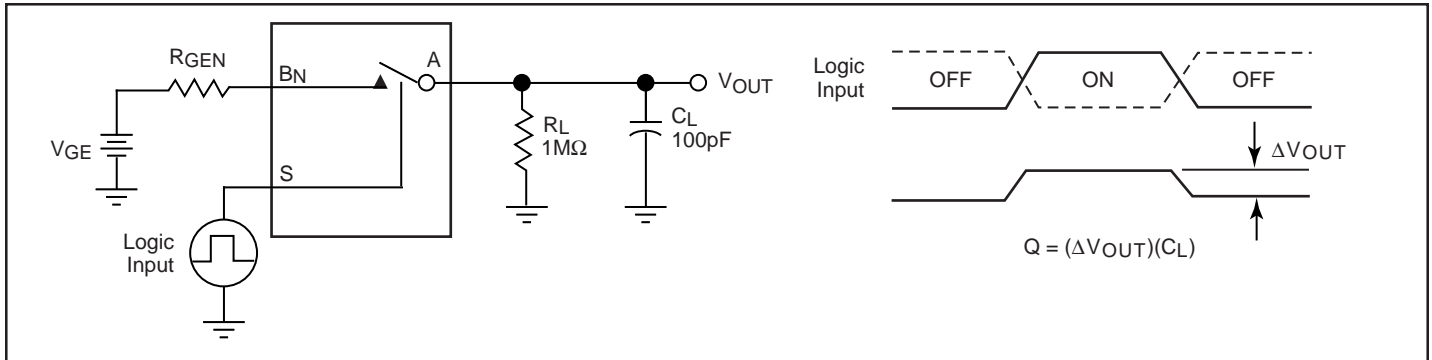 RGEN
BN
A
VOUT
RL
1MΩ
CL
100pF
VGE
S
Logic
Input
Logic
Input
OFF
ON
OFF
ΔVOUT
Q = (ΔVOUT)(CL)